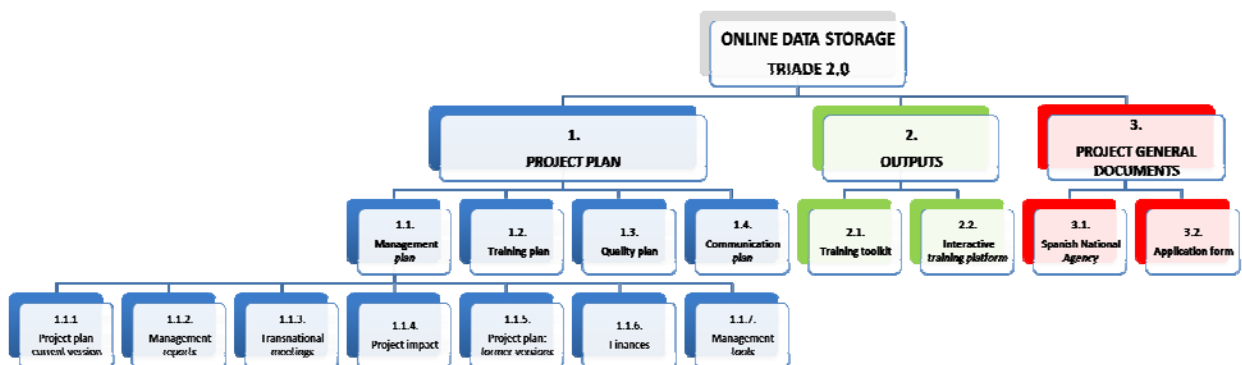 ONLINE DATA STORAGE
TRIADE 2.0
1.
PROJECT PLAN
2.
OUTPUTS
3.
PROJECT GENERAL
DOCUMENTS
1.1.
Management
plan
1.2.
Training plan
1.3.
Quality plan
1.4.
Communication
plan
2.1.
Training toolkit
2.2.
Interactive
training platform
3.1.
Spanish National
Agency
3.2.
Application form
1.1.1
Project plan
current version
1.1.2.
Management
reports
1.1.3.
Transnational
meetings
1.1.4.
Project impact
1.1.5.
Project plan:
former versions
1.1.6.
Finances
1.1.7.
Management
tools